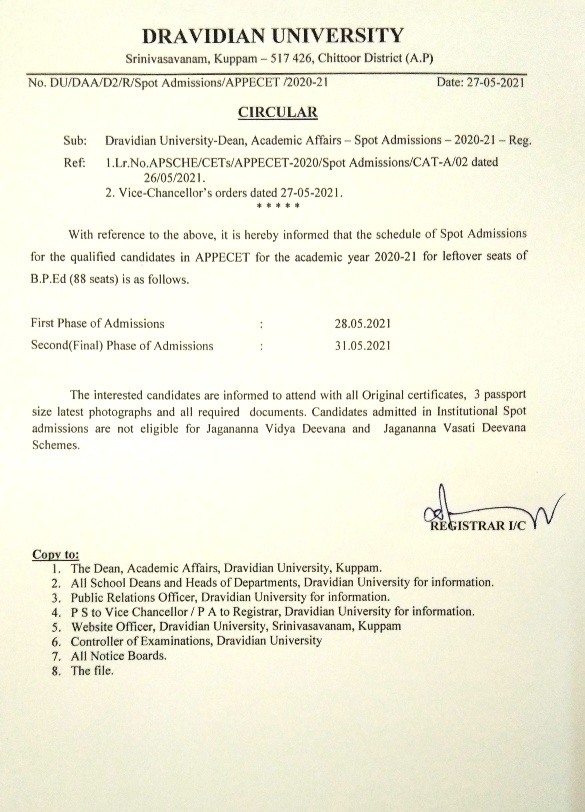 DRAVIDIAN UNIVERSITY
Srinivasavanam, Kuppam – 517 426, Chittoor District (A.P)
No. DU/DAA/D2/R/Spot Admissions/APPECET /2020-21 Date: 27-05-2021
CIRCULAR
Sub: Dravidian University-Dean, Academic Affairs – Spot Admissions – 2020-21 – Reg.
Ref: 1.Lr.No.APSCHE/CETs/APPECET-2020/Spot Admissions/CAT-A/02 dated
26/05/2021.
2. Vice-Chancellor's orders dated 27-05-2021.
* * * * *
With reference to the above, it is hereby informed that the schedule of Spot Admissions
for the qualified candidates in APPECET for the academic year 2020-21 for leftover seats of
B.P.Ed (88 seats) is as follows.
First Phase of Admissions : 28.05.2021
Second(Final) Phase of Admissions : 31.05.2021
The interested candidates are informed to attend with all Original certificates, 3 passport
size latest photographs and all required documents. Candidates admitted in Institutional Spot
admissions are not eligible for Jagananna Vidya Deevana and Jagananna Vasati Deevana
Schemes.
REGISTRAR I/C
Copy to:
1. The Dean, Academic Affairs, Dravidian University, Kuppam.
2. All School Deans and Heads of Departments, Dravidian University for information.
3. Public Relations Officer, Dravidian University for information.
4. P S to Vice Chancellor / P A to Registrar, Dravidian University for information.
5. Website Officer, Dravidian University, Srinivasavanam, Kuppam
6. Controller of Examinations, Dravidian University
7. All Notice Boards.
8. The file.